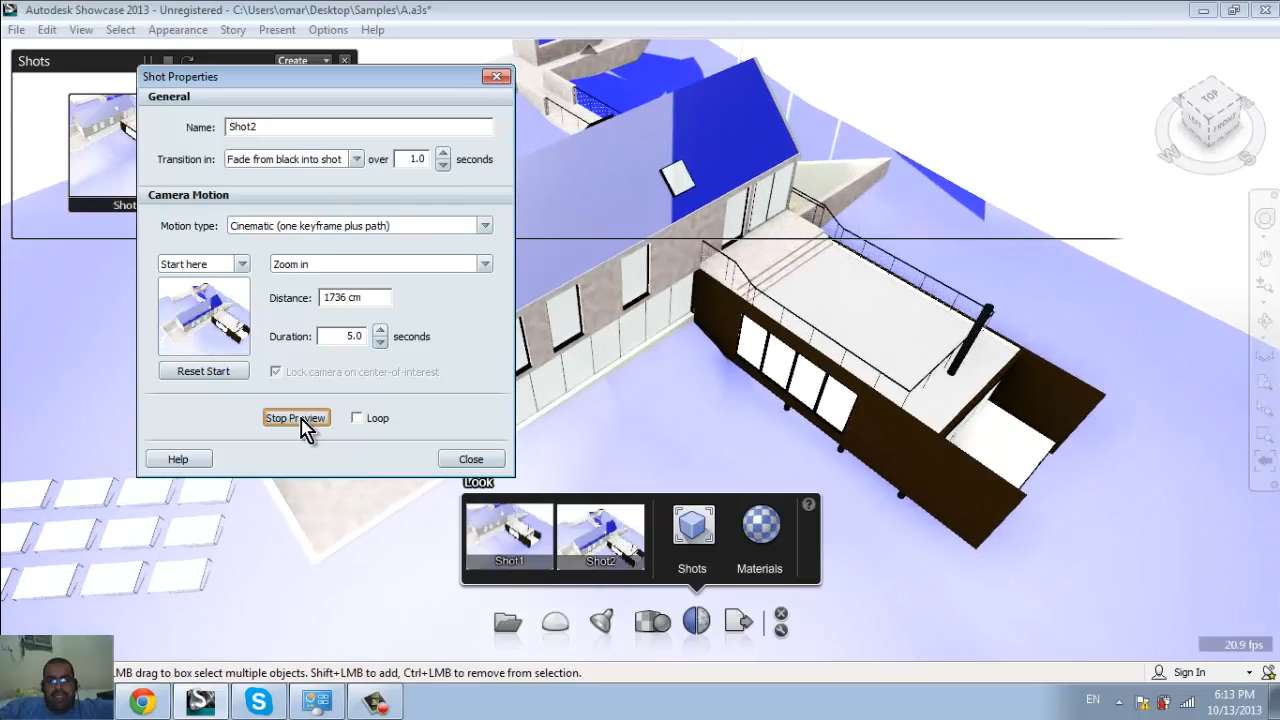 Autodesk Showcase 2013 - Unregistered - C:\Users\omar\Desktop\Samples\A.a3s*
File Edit View Select Appearance Story Present Options Help
Shots
Create
Shot
Shot Properties
General
Name: Shot2
Transition in: Fade from black into shot over 1.0 seconds
Camera Motion
Motion type: Cinematic (one keyframe plus path)
Start here Zoom in
Distance: 1736 cm
Duration: 5.0 seconds
Reset Start Lock camera on center-of-interest
Stop Preview Loop
Help Close
TOP
LEFT FRONT
W S
Look
Shot1 Shot2 Shots Materials
?
20.9 fps
LMB drag to box select multiple objects. Shift+LMB to add, Ctrl+LMB to remove from selection.
Sign In
EN
6:13 PM
10/13/2013